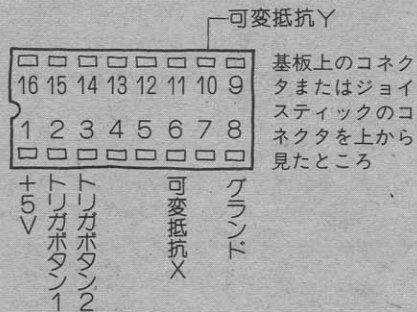 可変抵抗Y
16 15 14 13 12 11 10 9
1 2 3 4 5 6 7 8
基板上のコネク
タまたはジョイ
スティックのコ
ネクタを上から
見たところ
+5V
トリガボタン1
トリガボタン2
可変抵抗X
グランド